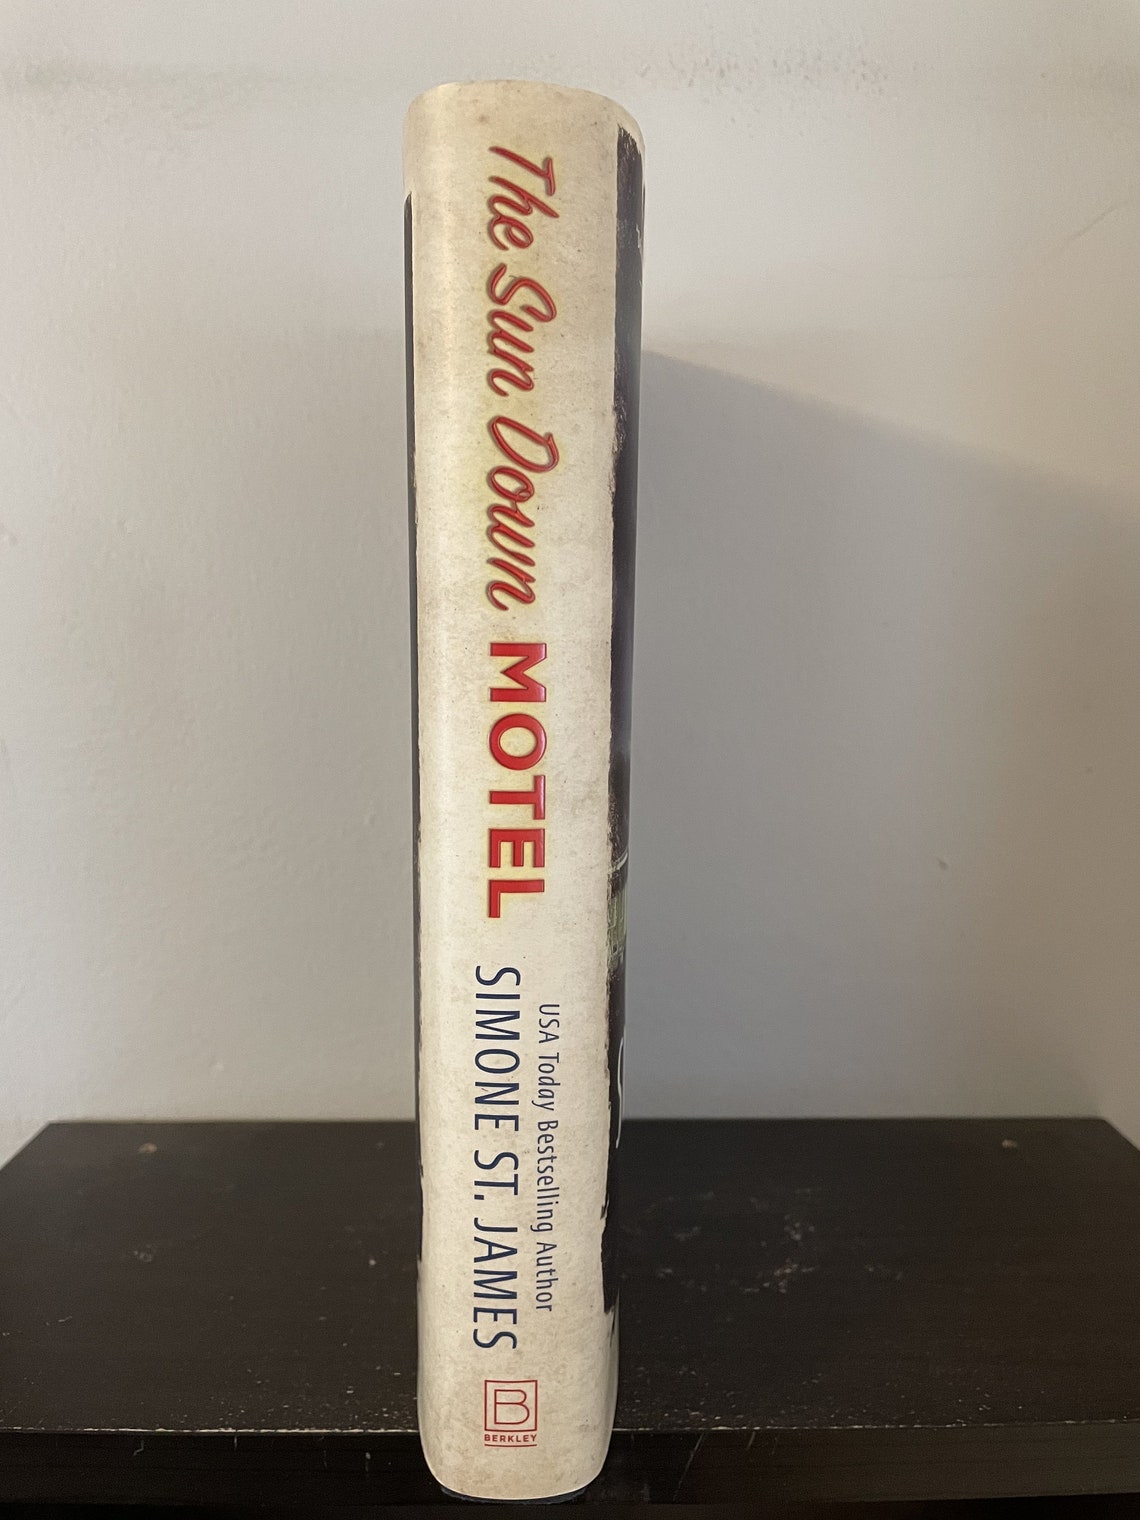 The Sun Down MOTEL
USA Today Bestselling Author
SIMONE ST. JAMES
B
BERKLEY